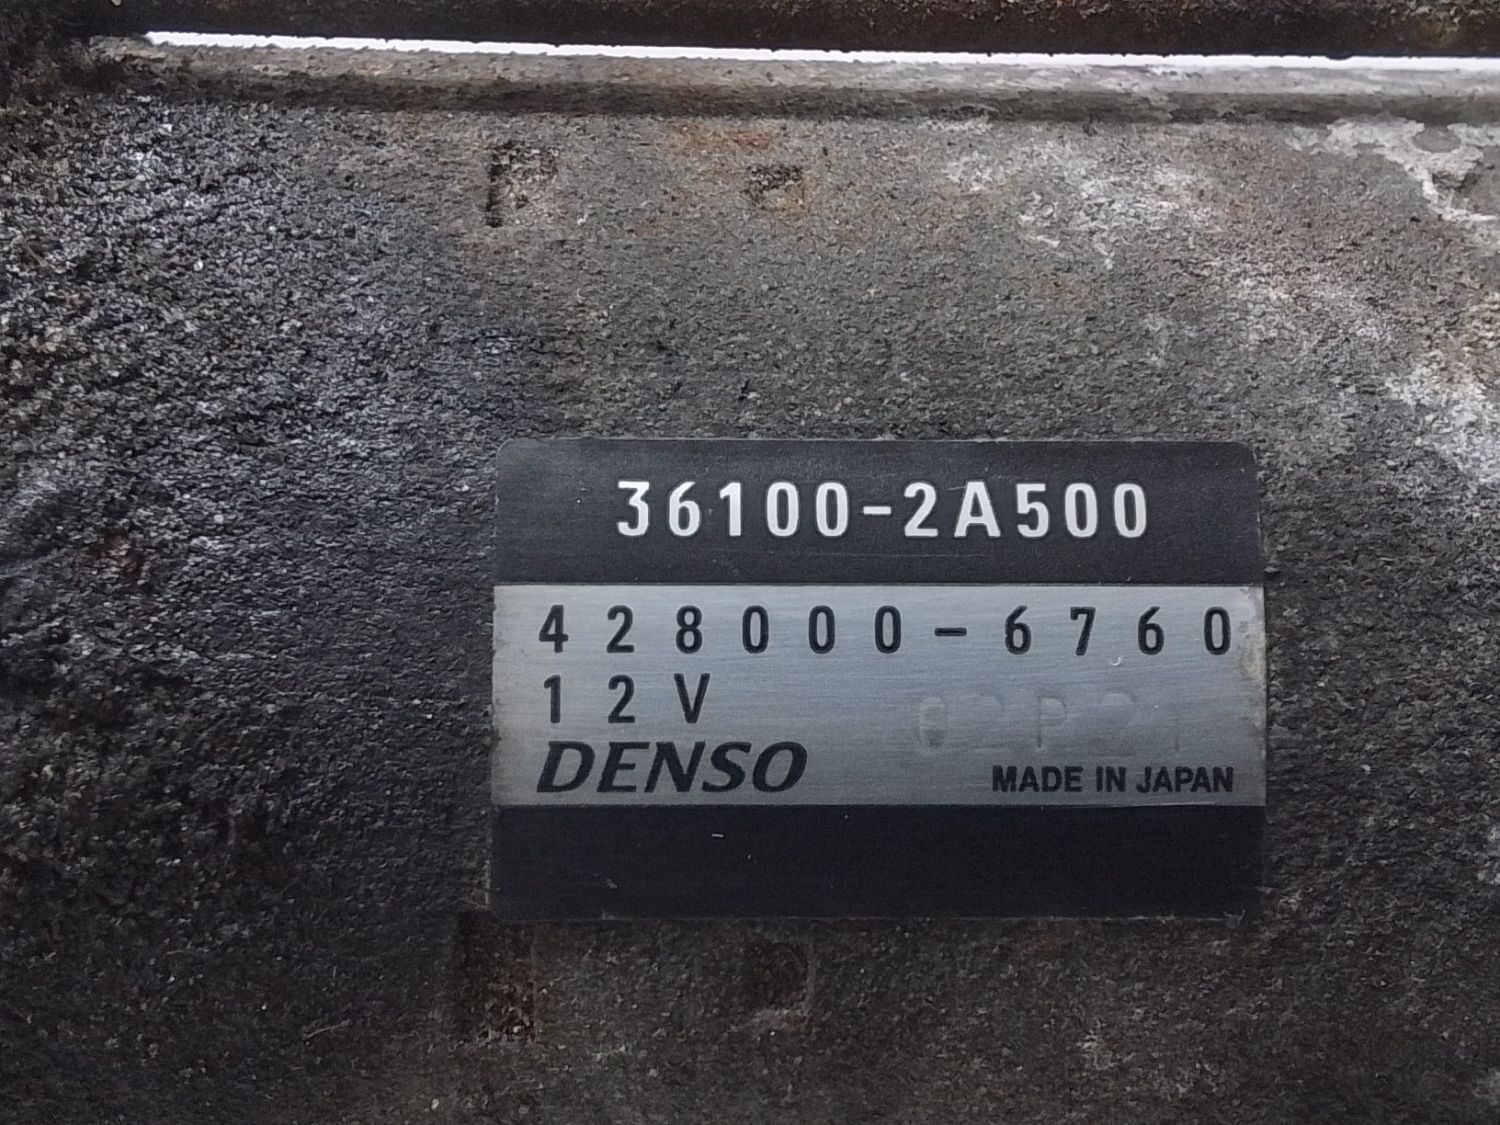 36100-2A500
428000-6760
12V
DENSO
MADE IN JAPAN